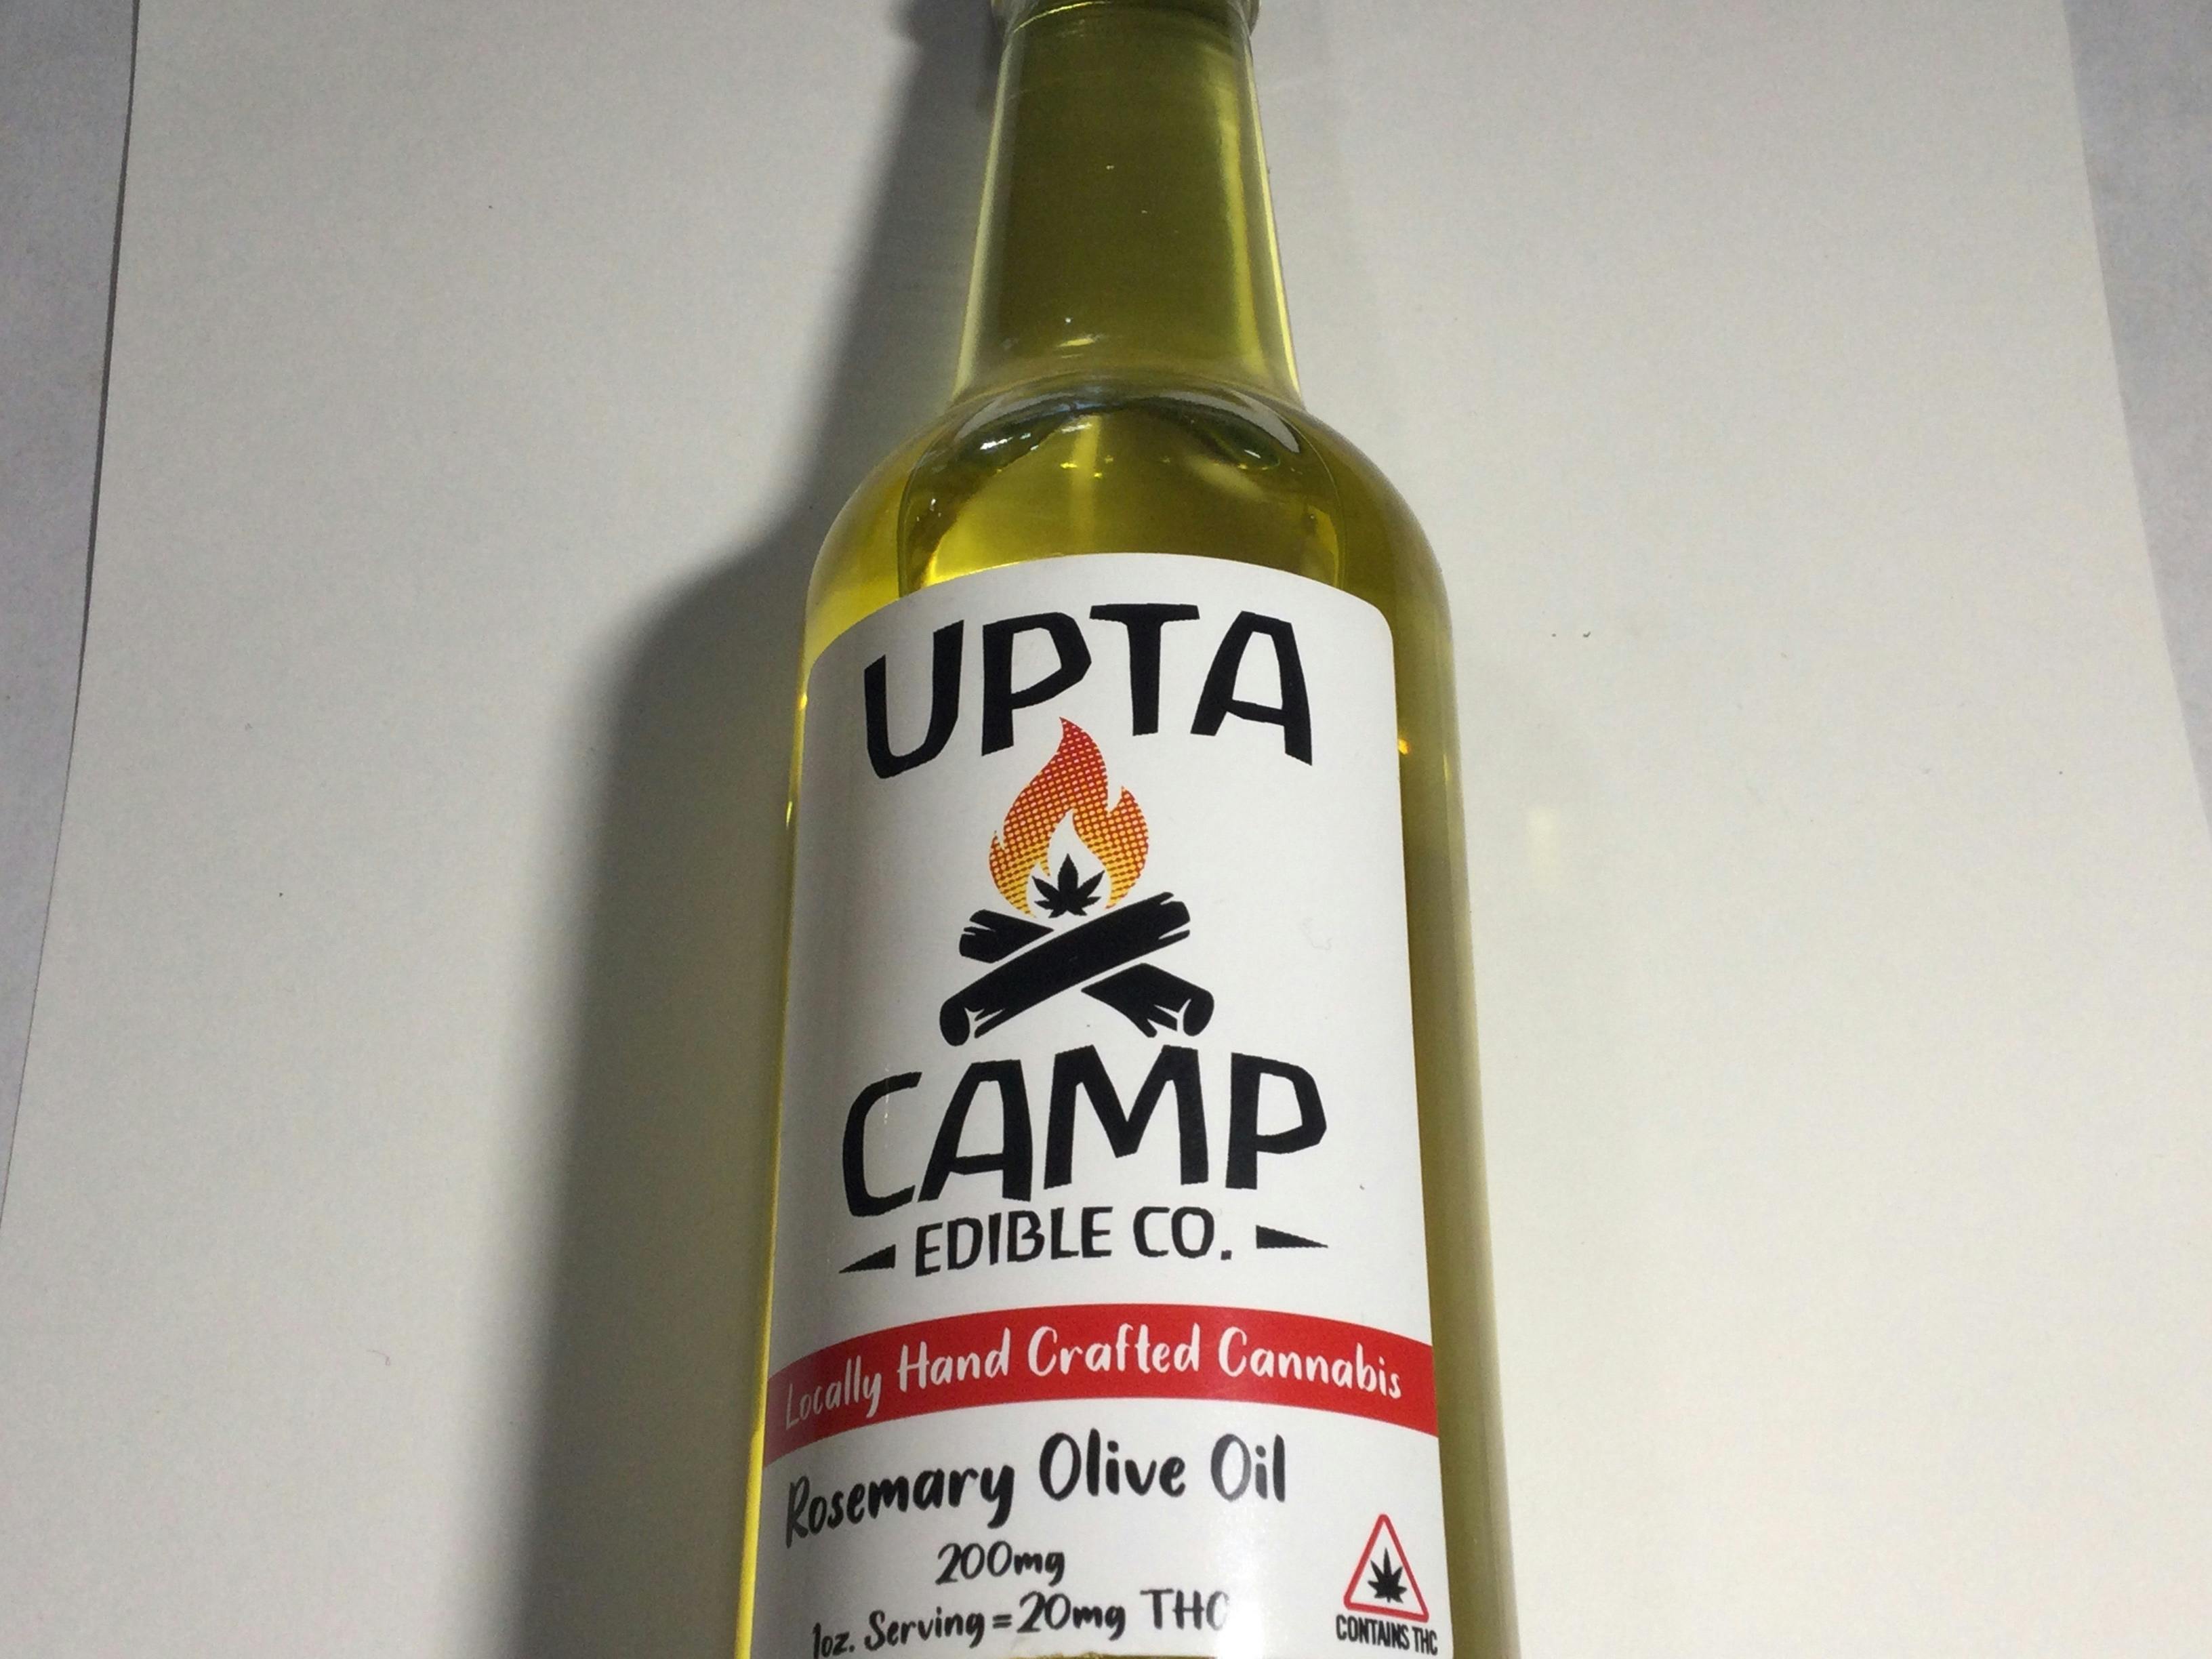 UPTA
CAMP
EDIBLE CO.
Locally Hand Crafted Cannabis
Rosemary Olive Oil
200mg
1oz. Serving = 20mg THC
CONTAINS THC